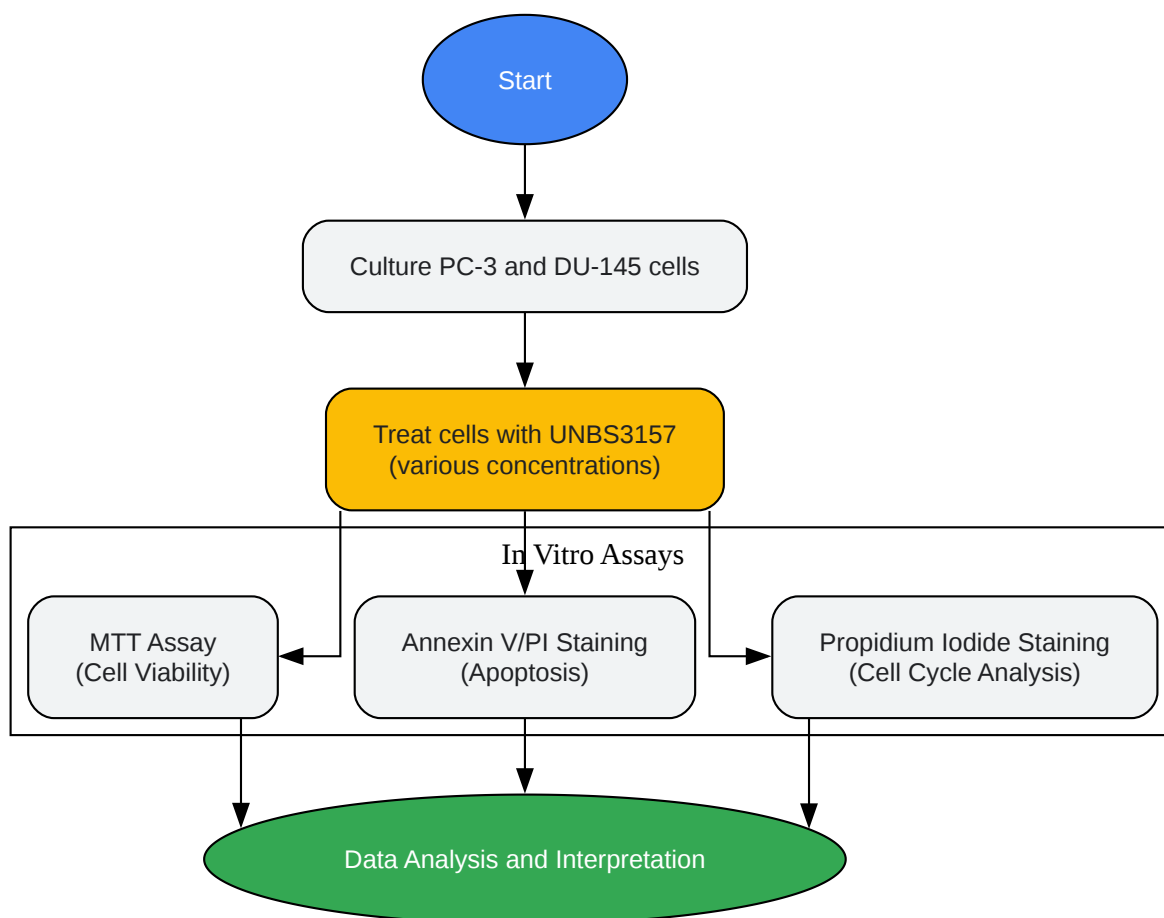 Start
Culture PC-3 and DU-145 cells
Treat cells with UNBS3157
(various concentrations)
In Vitro Assays
MTT Assay
(Cell Viability)
Annexin V/PI Staining
(Apoptosis)
Propidium Iodide Staining
(Cell Cycle Analysis)
Data Analysis and Interpretation